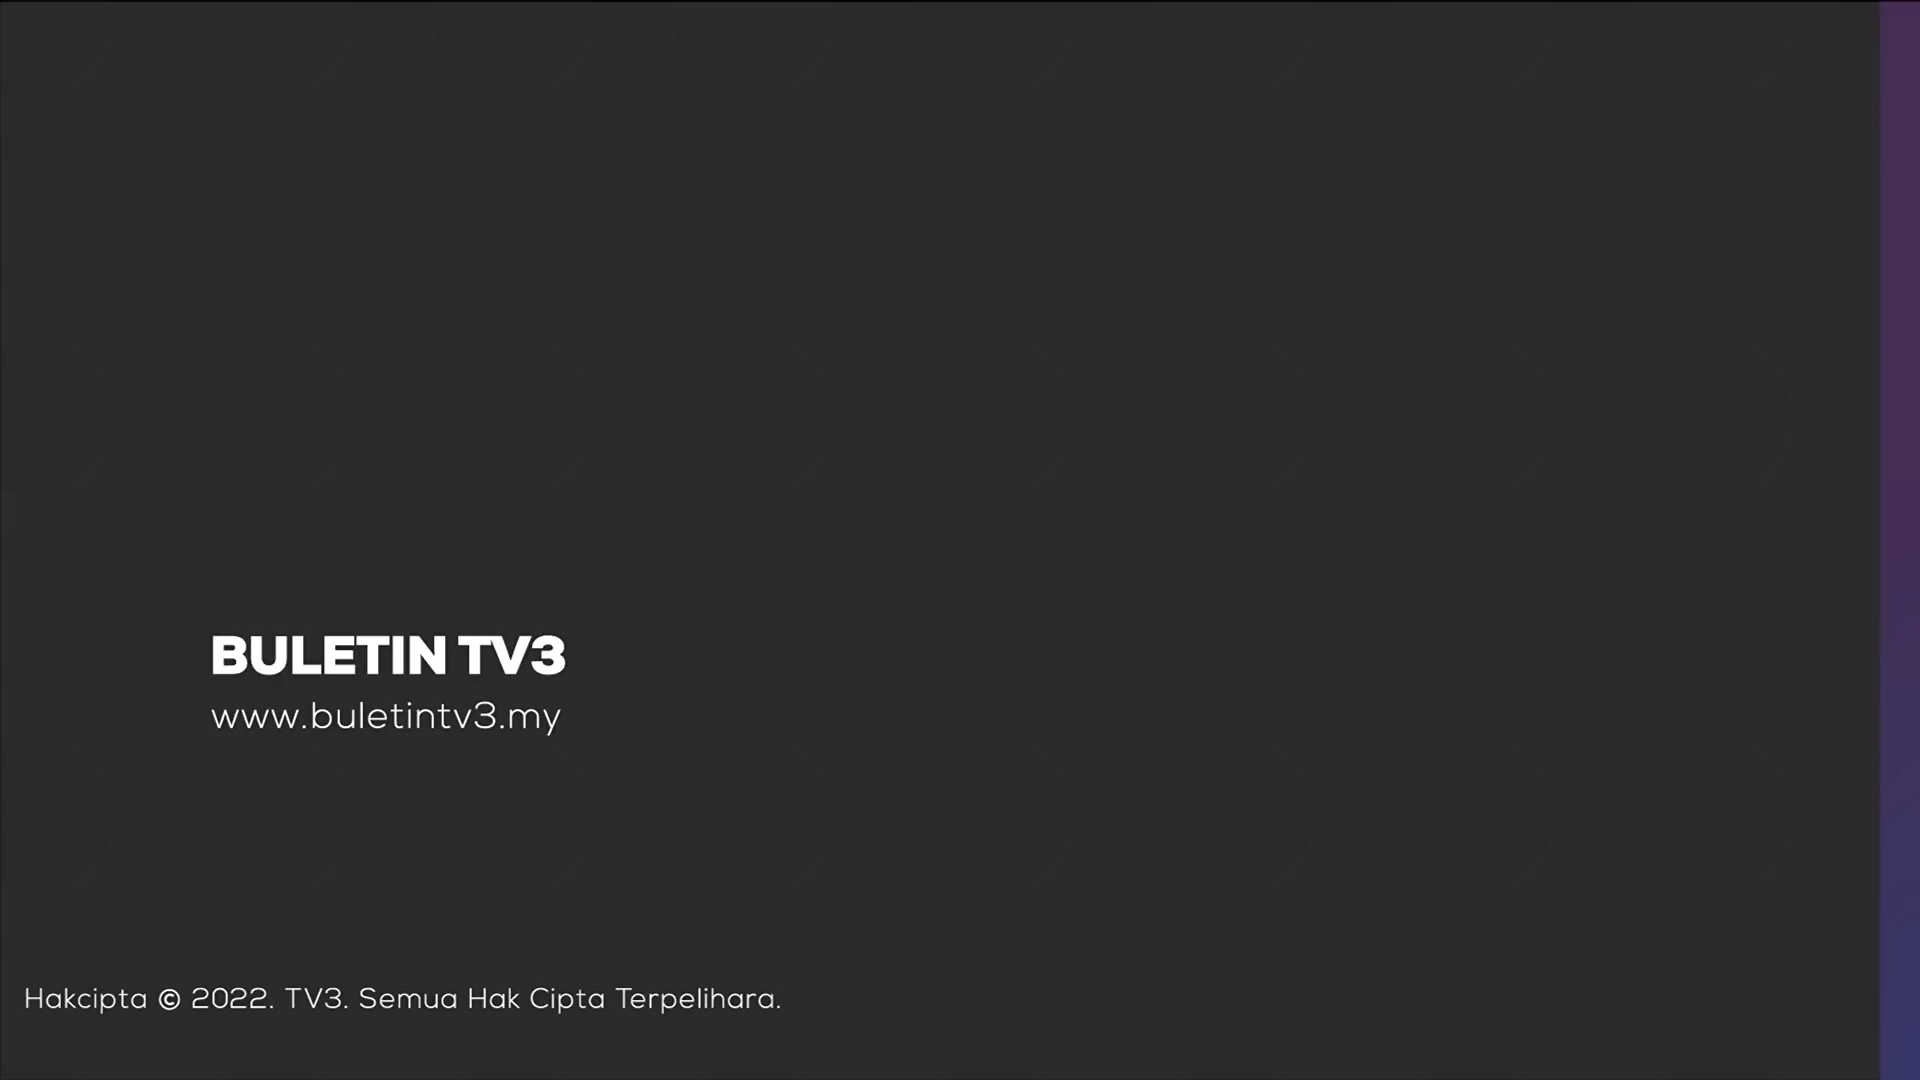 BULETIN TV3
www.buletintv3.my
Hakcipta © 2022. TV3. Semua Hak Cipta Terpelihara.